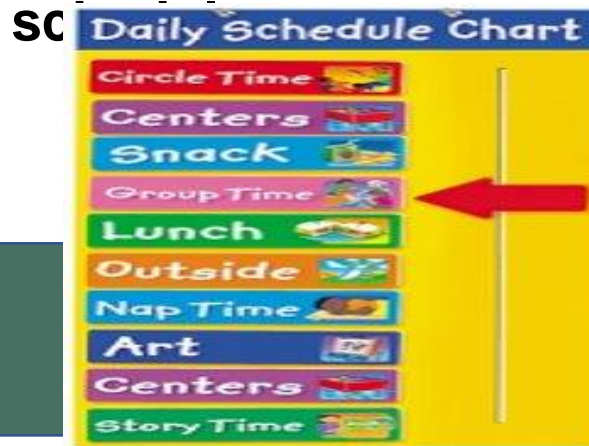 Daily Schedule Chart
Circle Time
Centers
Snack
Group Time
Lunch
Outside
Nap Time
Art
Centers
Story Time